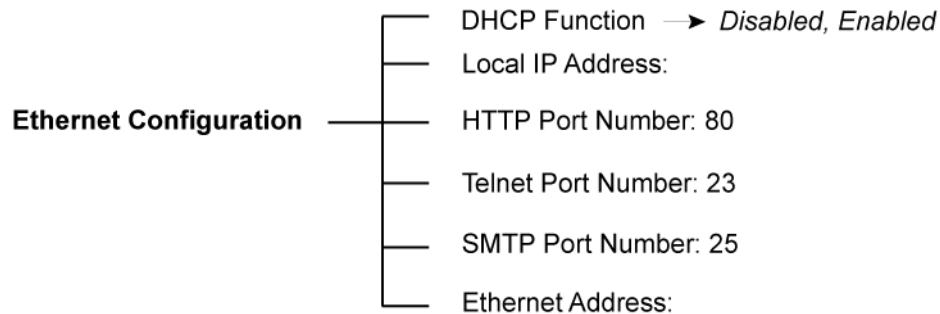 DHCP Function Disabled, Enabled
Local IP Address:
Ethernet Configuration
HTTP Port Number: 80
Telnet Port Number: 23
SMTP Port Number: 25
Ethernet Address: